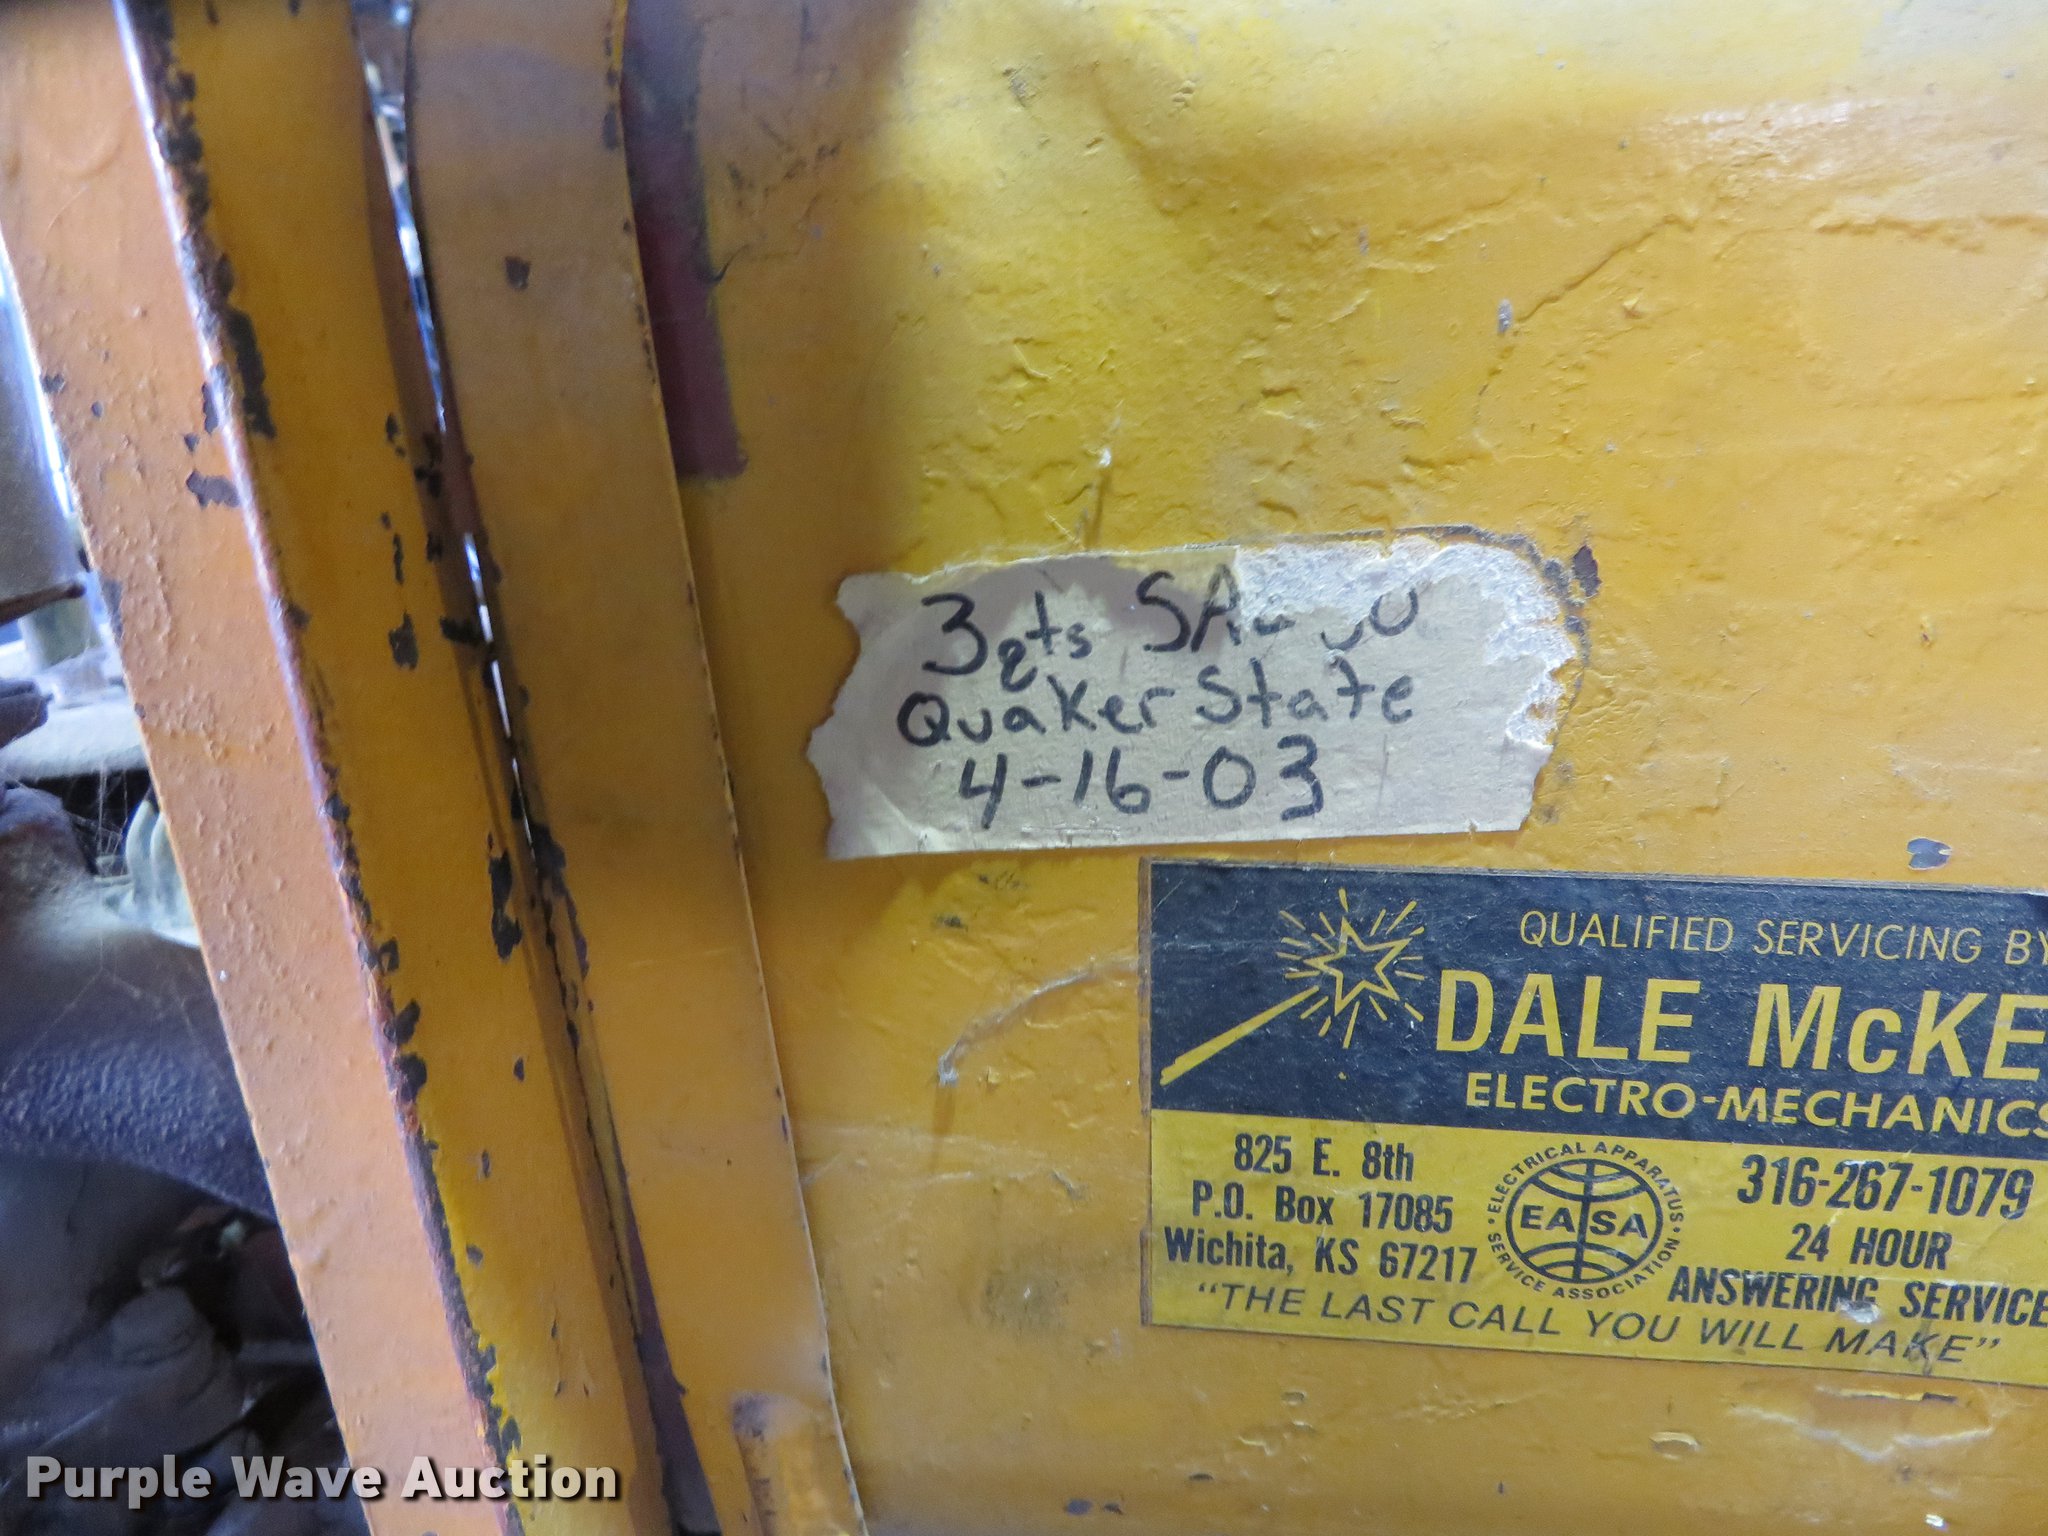 3 qts
Quaker State
4-16-03
QUALIFIED SERVICING BY
DALE McKE
ELECTRO-MECHANICS
825 E. 8th
P.O. Box 17085
Wichita, KS 67217
ELECTRICAL APPARATUS
EASA
SERVICE ASSOCIATION
316-267-1079
24 HOUR
ANSWERING SERVICE
"THE LAST CALL YOU WILL MAKE"
Purple Wave Auction